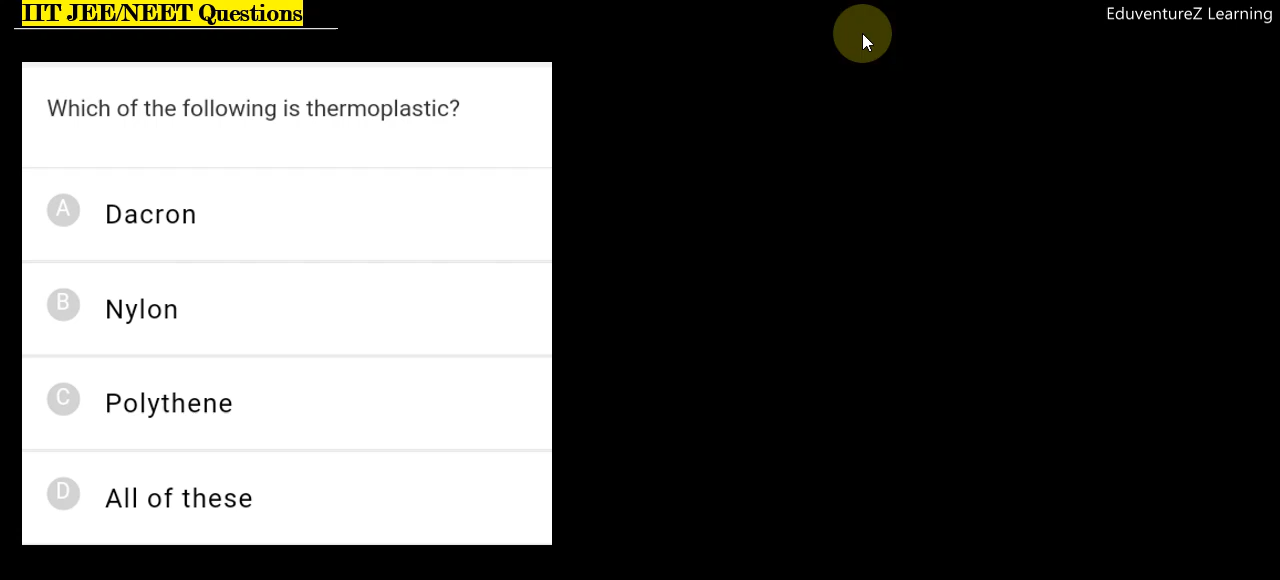 IIT JEE/NEET Questions
EduventureZ Learning
Which of the following is thermoplastic?
A Dacron
B Nylon
C Polythene
D All of these